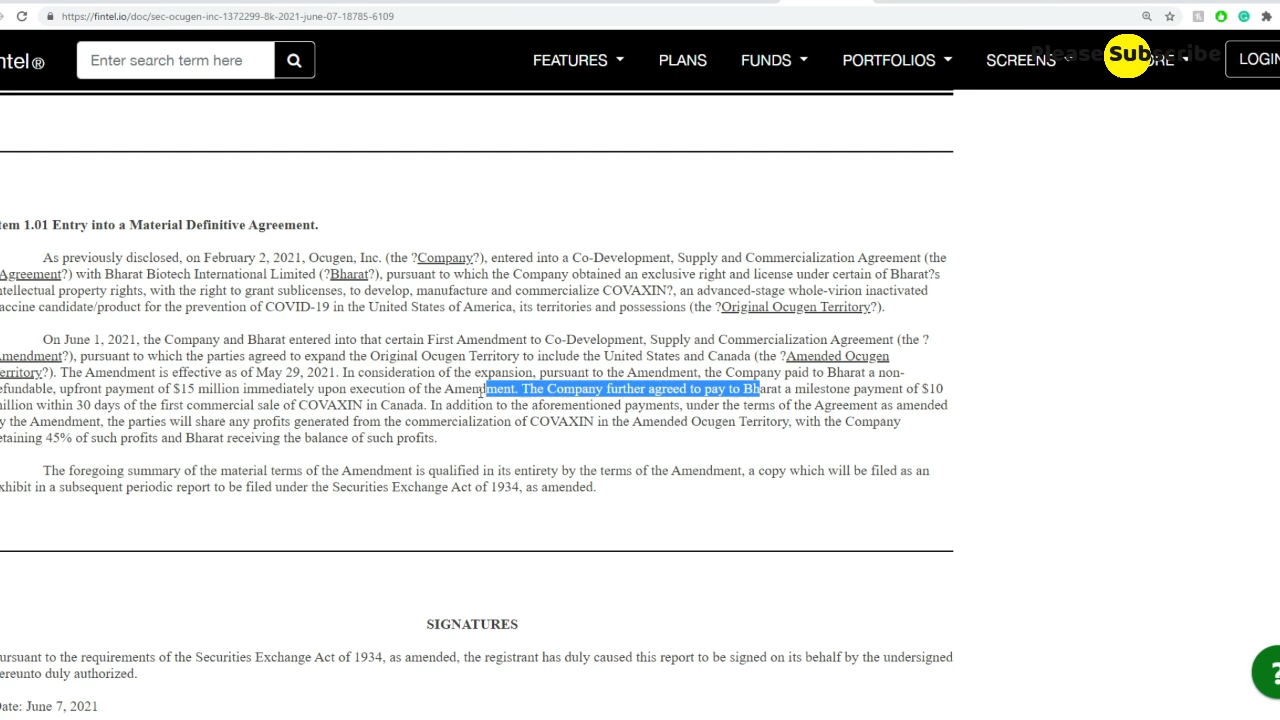 https://fintel.io/doc/sec-ocugen-inc-1372299-8k-2021-june-07-18785-6109
ntel®
Enter search term here
FEATURES
PLANS
FUNDS
PORTFOLIOS
SCREENS
ORE
LOGIN
Please Subscribe
tem 1.01 Entry into a Material Definitive Agreement.
As previously disclosed, on February 2, 2021, Ocugen, Inc. (the ?Company?), entered into a Co-Development, Supply and Commercialization Agreement (the
Agreement?) with Bharat Biotech International Limited (?Bharat?), pursuant to which the Company obtained an exclusive right and license under certain of Bharat?s
ntellectual property rights, with the right to grant sublicenses, to develop, manufacture and commercialize COVAXIN?, an advanced-stage whole-virion inactivated
accine candidate/product for the prevention of COVID-19 in the United States of America, its territories and possessions (the ?Original Ocugen Territory?).
On June 1, 2021, the Company and Bharat entered into that certain First Amendment to Co-Development, Supply and Commercialization Agreement (the ?
Amendment?), pursuant to which the parties agreed to expand the Original Ocugen Territory to include the United States and Canada (the ?Amended Ocugen
erritory?). The Amendment is effective as of May 29, 2021. In consideration of the expansion, pursuant to the Amendment, the Company paid to Bharat a non-
efundable, upfront payment of $15 million immediately upon execution of the Amendment. The Company further agreed to pay to Bharat a milestone payment of $10
illion within 30 days of the first commercial sale of COVAXIN in Canada. In addition to the aforementioned payments, under the terms of the Agreement as amended
y the Amendment, the parties will share any profits generated from the commercialization of COVAXIN in the Amended Ocugen Territory, with the Company
etaining 45% of such profits and Bharat receiving the balance of such profits.
The foregoing summary of the material terms of the Amendment is qualified in its entirety by the terms of the Amendment, a copy which will be filed as an
xhibit in a subsequent periodic report to be filed under the Securities Exchange Act of 1934, as amended.
SIGNATURES
ursuant to the requirements of the Securities Exchange Act of 1934, as amended, the registrant has duly caused this report to be signed on its behalf by the undersigned
ereunto duly authorized.
Date: June 7, 2021
?